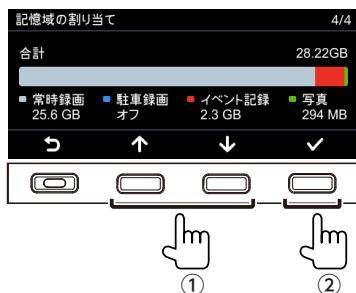 記憶域の割り当て 4/4
合計 28.22GB
常時録画 駐車録画 イベント記録 写真
25.6 GB オフ 2.3 GB 294 MB
① ②